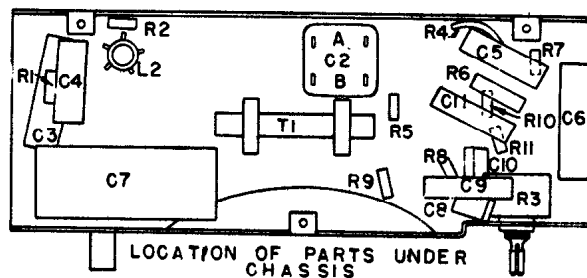 R2
A
C2
B
R4
C5
R7
R1
C4
L2
R6
C11
C6
T1
R5
R10
C3
R11
C7
R9
R8
C10
C9
R3
C8
LOCATION OF PARTS UNDER
CHASSIS